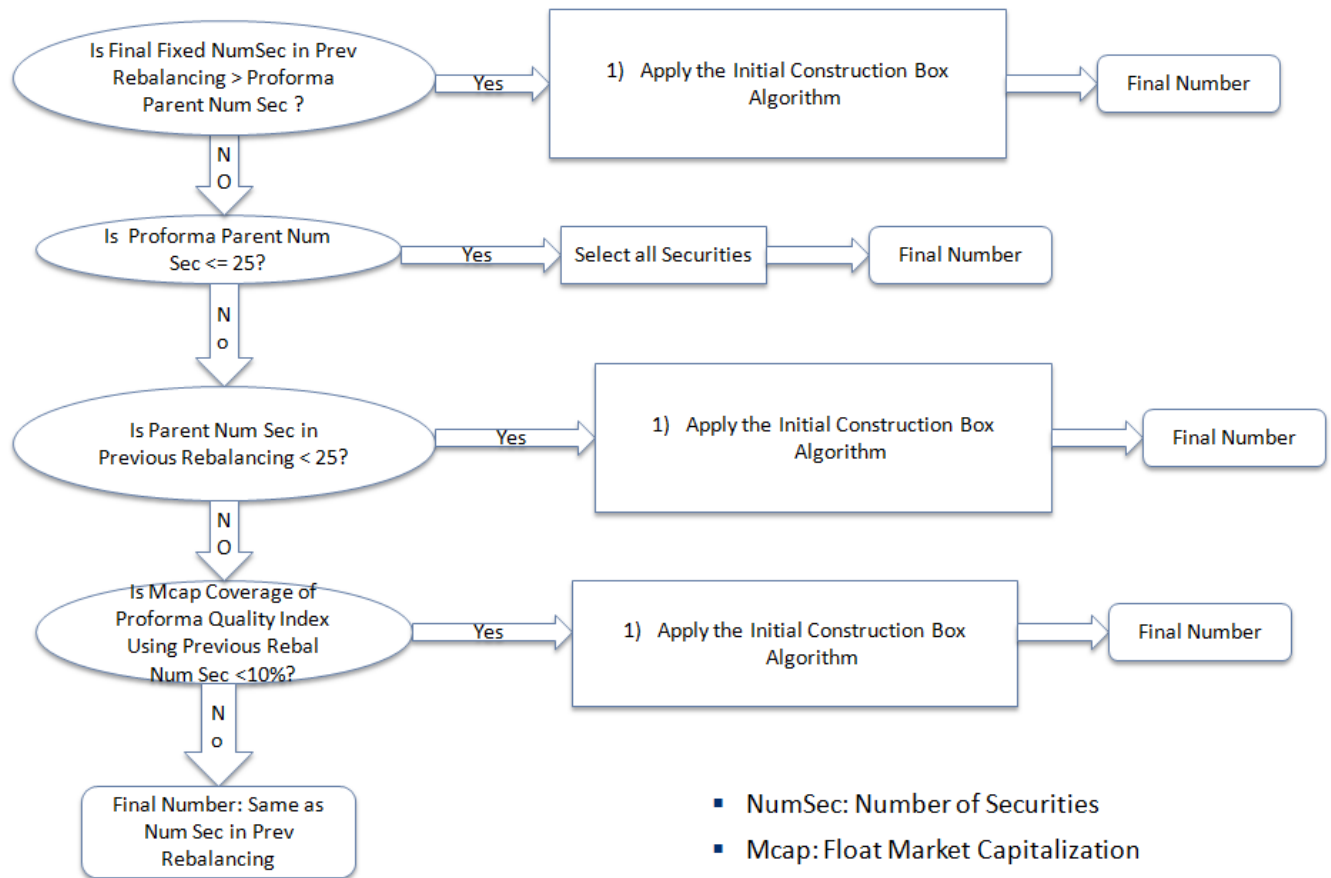 Is Final Fixed NumSec in Prev
Rebalancing > Proforma
Parent Num Sec ?
Yes
1) Apply the Initial Construction Box
Algorithm
Final Number
N
O
Is Proforma Parent Num
Sec <= 25?
Yes
Select all Securities
Final Number
N
o
Is Parent Num Sec in
Previous Rebalancing < 25?
Yes
1) Apply the Initial Construction Box
Algorithm
Final Number
N
O
Is Mcap Coverage of
Proforma Quality Index
Using Previous Rebal
Num Sec <10%?
Yes
1) Apply the Initial Construction Box
Algorithm
Final Number
N
o
Final Number: Same as
Num Sec in Prev
Rebalancing
▪ NumSec: Number of Securities
▪ Mcap: Float Market Capitalization